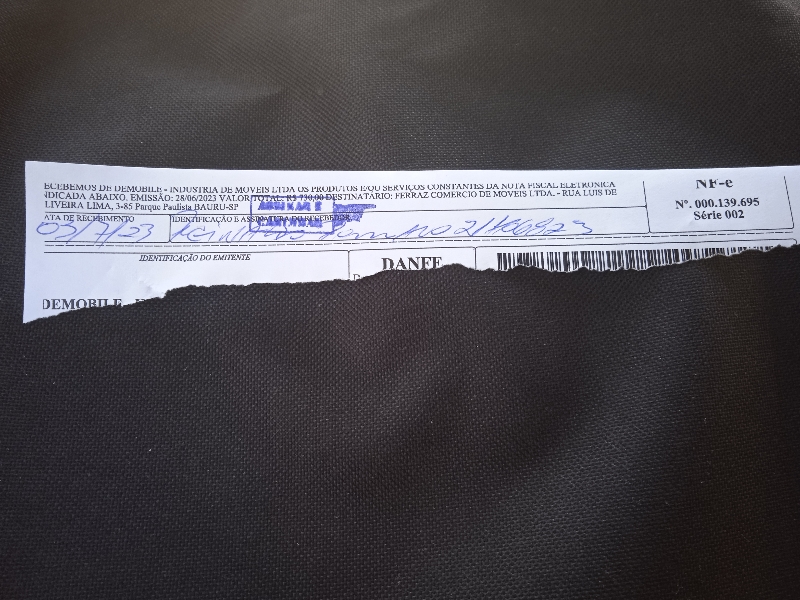 ECEBEMOS DE DEMOBILE - INDUSTRIA DE MOVEIS LTDA OS PRODUTOS E/OU SERVIÇOS CONSTANTES DA NOTA FISCAL ELETRÔNICA
NDICADA ABAIXO. EMISSÃO: 28/06/2023 VALOR TOTAL: R$ 730,00 DESTINATÁRIO: FERRAZ COMERCIO DE MOVEIS LTDA. - RUA LUIS DE
LIVEIRA LIMA, 3-85 Parque Paulista BAURU-SP
NF-e
Nº. 000.139.695
Série 002
ATA DE RECEBIMENTO
IDENTIFICAÇÃO E ASSINATURA DO RECEBEDOR
/7/23
IDENTIFICAÇÃO DO EMITENTE
DANFE
DEMOBILE